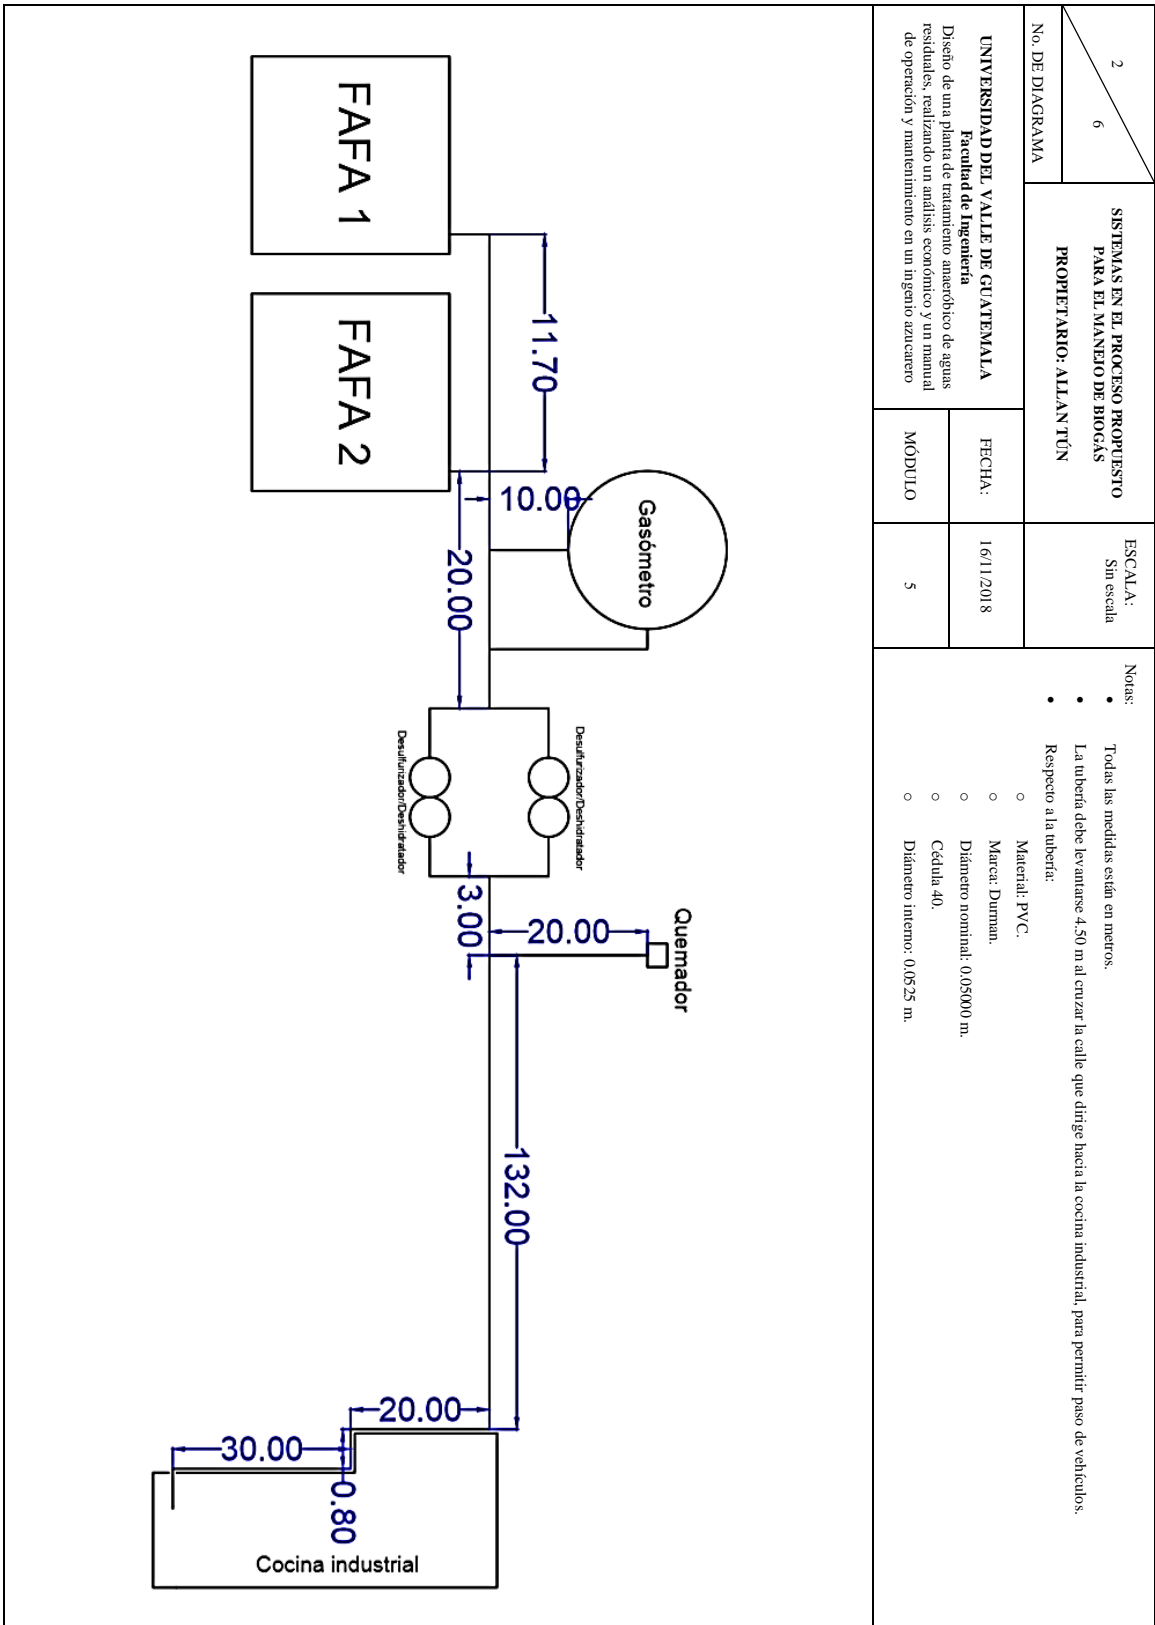 2
6
No. DE DIAGRAMA
SISTEMAS EN EL PROCESO PROPUESTO
PARA EL MANEJO DE BIOGÁS
PROPIETARIO: ALLAN TÚN
ESCALA:
Sin escala
UNIVERSIDAD DEL VALLE DE GUATEMALA
Facultad de Ingeniería
Diseño de una planta de tratamiento anaeróbico de aguas
residuales, realizando un análisis económico y un manual
de operación y mantenimiento en un ingenio azucarero
FECHA:
16/11/2018
MÓDULO
5
Notas:
• Todas las medidas están en metros.
• La tubería debe levantarse 4.50 m al cruzar la calle que dirige hacia la cocina industrial, para permitir paso de vehículos.
• Respecto a la tubería:
○ Material: PVC.
○ Marca: Durman.
○ Diámetro nominal: 0.05000 m.
○ Cédula 40.
○ Diámetro interno: 0.0525 m.
FAFA 1
FAFA 2
11.70
10.00
Gasómetro
20.00
Desulfurizador/Deshidratador
Desulfurizador/Deshidratador
3.00
20.00
Quemador
132.00
20.00
30.00
0.80
Cocina industrial